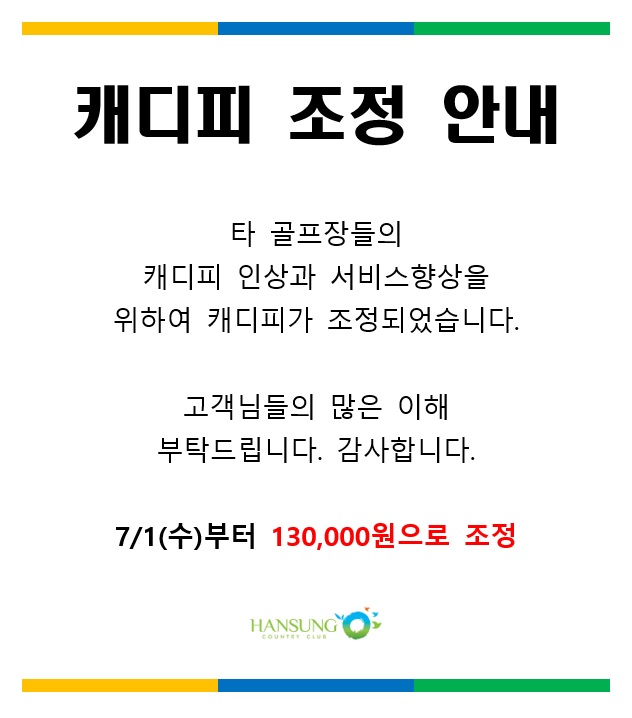 캐디피 조정 안내
타 골프장들의
캐디피 인상과 서비스향상을
위하여 캐디피가 조정되었습니다.
고객님들의 많은 이해
부탁드립니다. 감사합니다.
7/1(수)부터 130,000원으로 조정
HANSUNG
COUNTRY CLUB